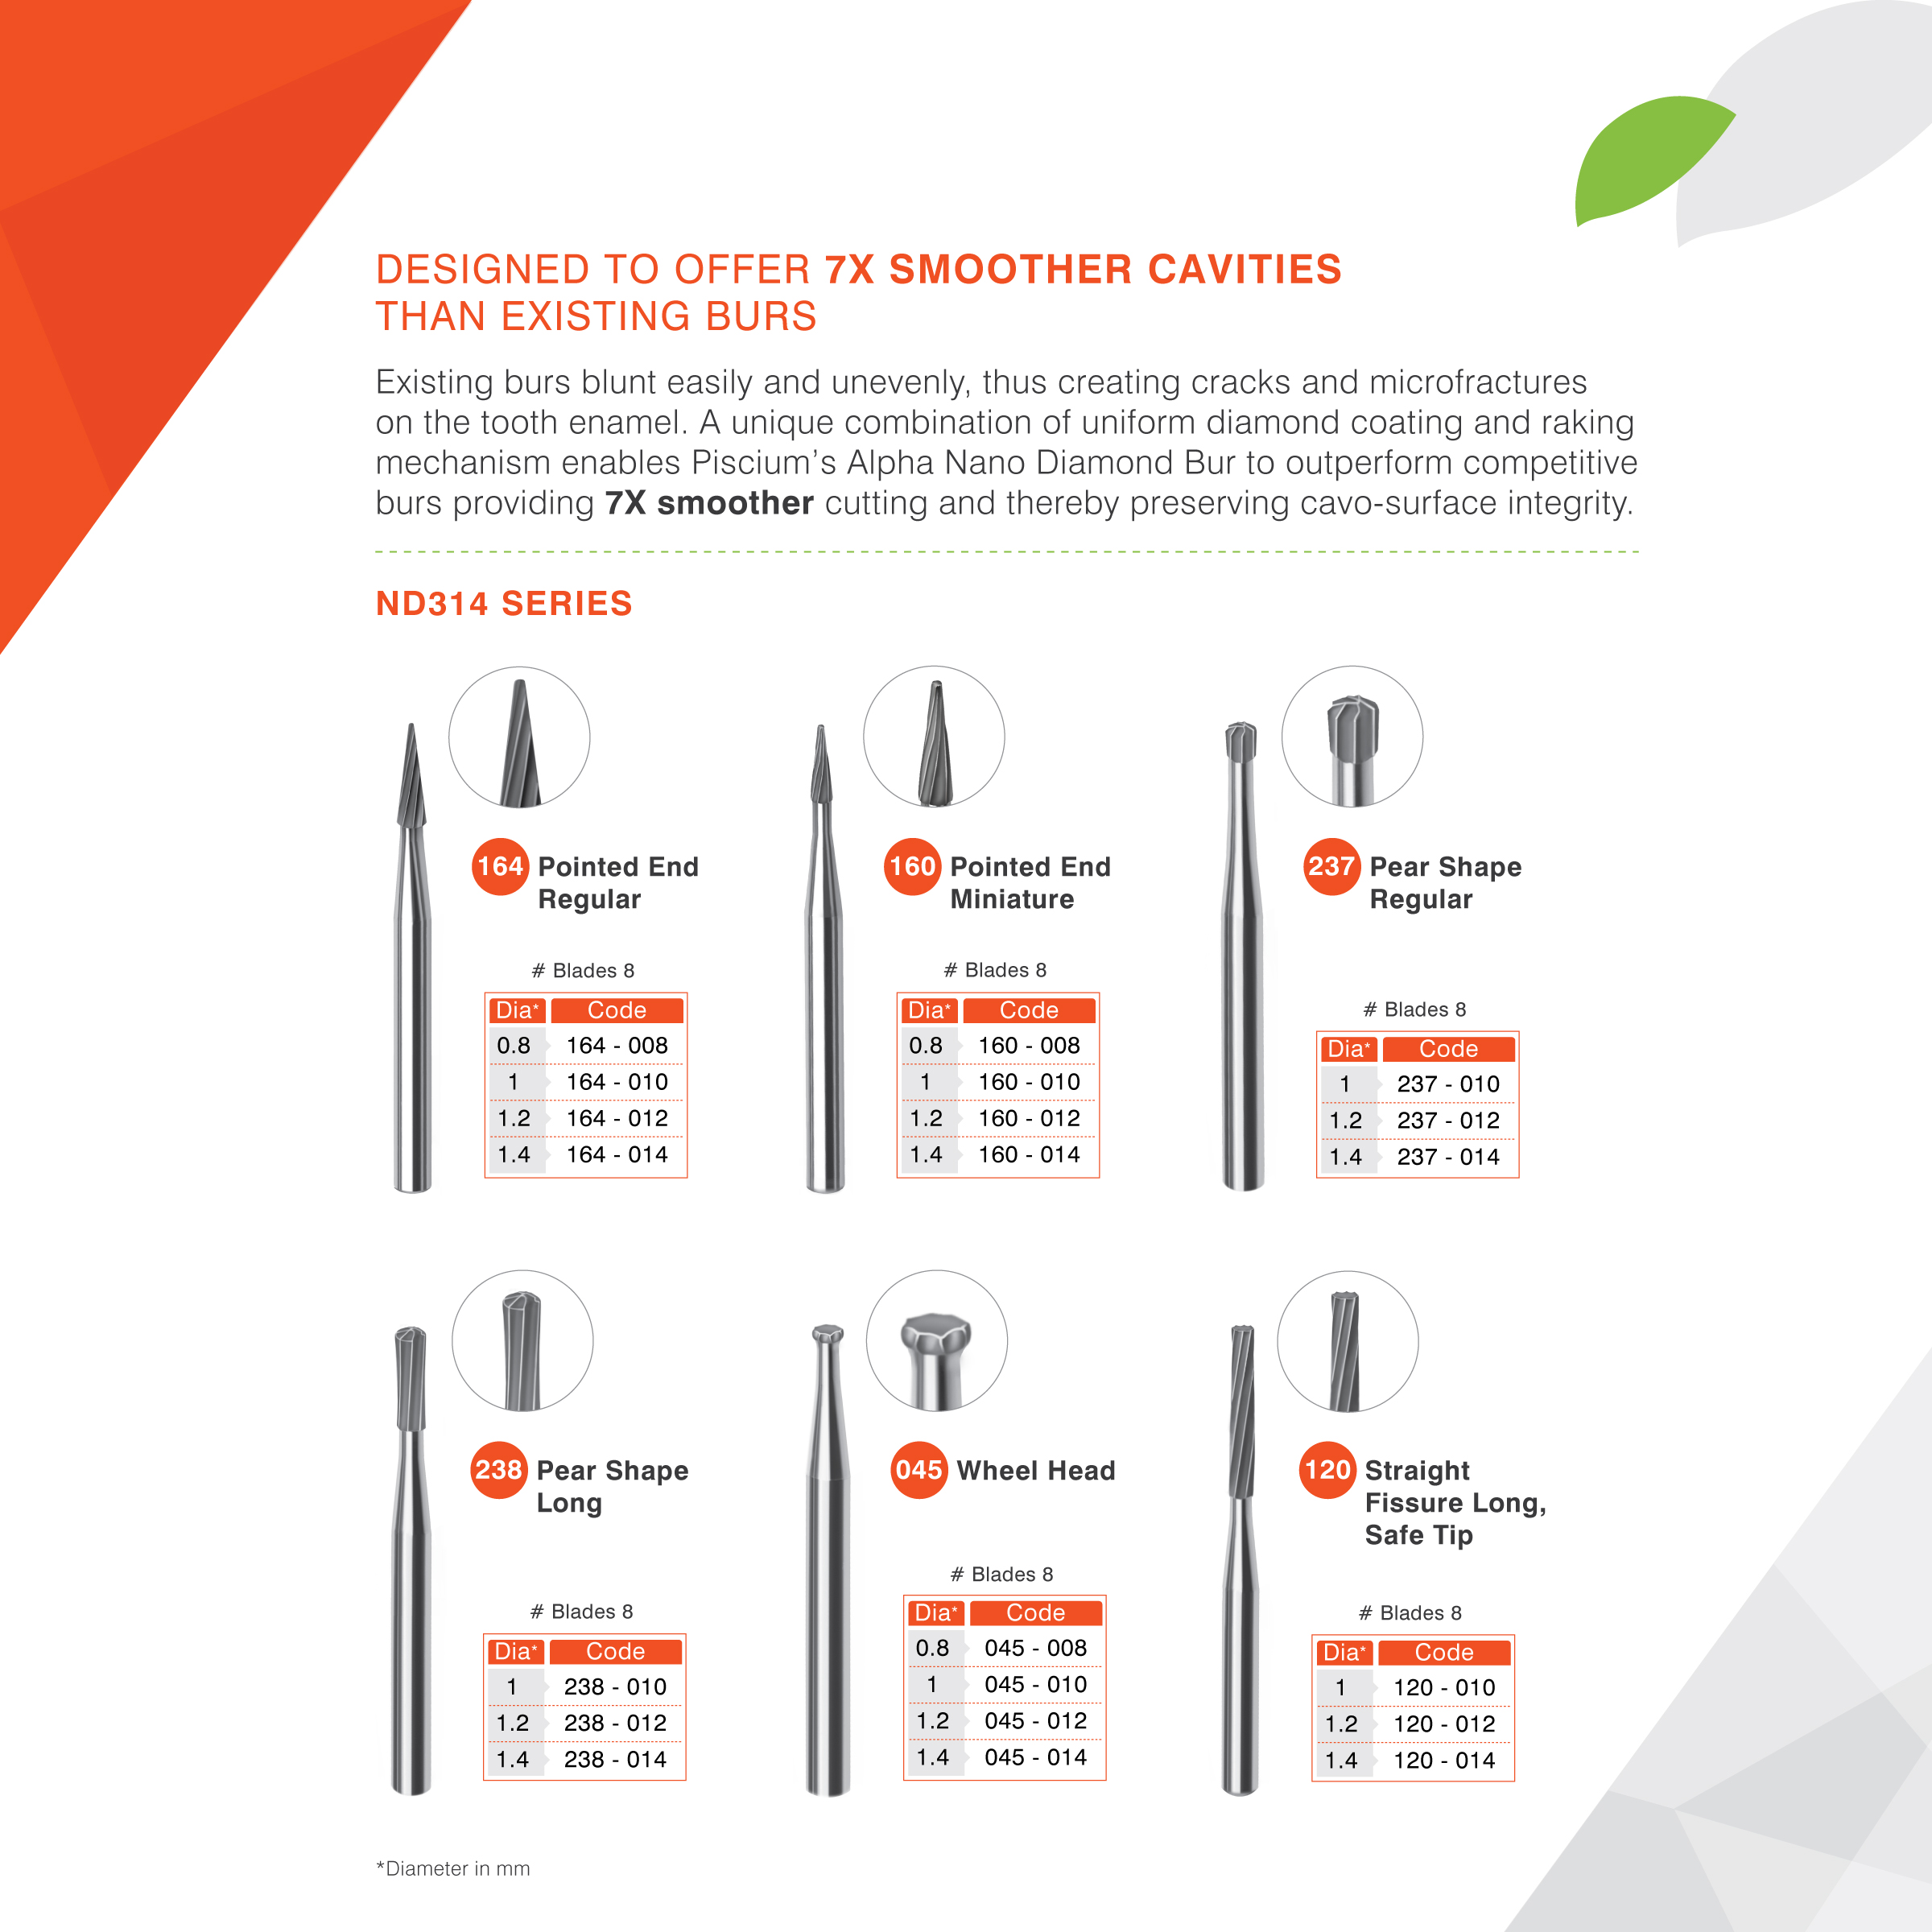 DESIGNED TO OFFER 7X SMOOTHER CAVITIES
THAN EXISTING BURS
Existing burs blunt easily and unevenly, thus creating cracks and microfractures
on the tooth enamel. A unique combination of uniform diamond coating and raking
mechanism enables Piscium's Alpha Nano Diamond Bur to outperform competitive
burs providing 7X smoother cutting and thereby preserving cavo-surface integrity.
ND314 SERIES
164 Pointed End
Regular
# Blades 8
Dia* Code
0.8 164 - 008
1 164 - 010
1.2 164 - 012
1.4 164 - 014
160 Pointed End
Miniature
# Blades 8
Dia* Code
0.8 160 - 008
1 160 - 010
1.2 160 - 012
1.4 160 - 014
237 Pear Shape
Regular
# Blades 8
Dia* Code
1 237 - 010
1.2 237 - 012
1.4 237 - 014
238 Pear Shape
Long
# Blades 8
Dia* Code
1 238 - 010
1.2 238 - 012
1.4 238 - 014
045 Wheel Head
# Blades 8
Dia* Code
0.8 045 - 008
1 045 - 010
1.2 045 - 012
1.4 045 - 014
120 Straight
Fissure Long,
Safe Tip
# Blades 8
Dia* Code
1 120 - 010
1.2 120 - 012
1.4 120 - 014
*Diameter in mm